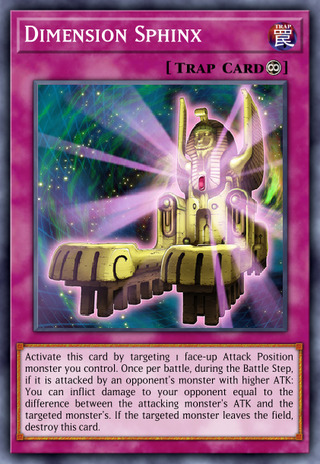 Dimension Sphinx
TRAP
罠
[ Trap Card ]
Activate this card by targeting 1 face-up Attack Position
monster you control. Once per battle, during the Battle Step,
if it is attacked by an opponent's monster with higher ATK:
You can inflict damage to your opponent equal to the
difference between the attacking monster's ATK and the
targeted monster's. If the targeted monster leaves the field,
destroy this card.